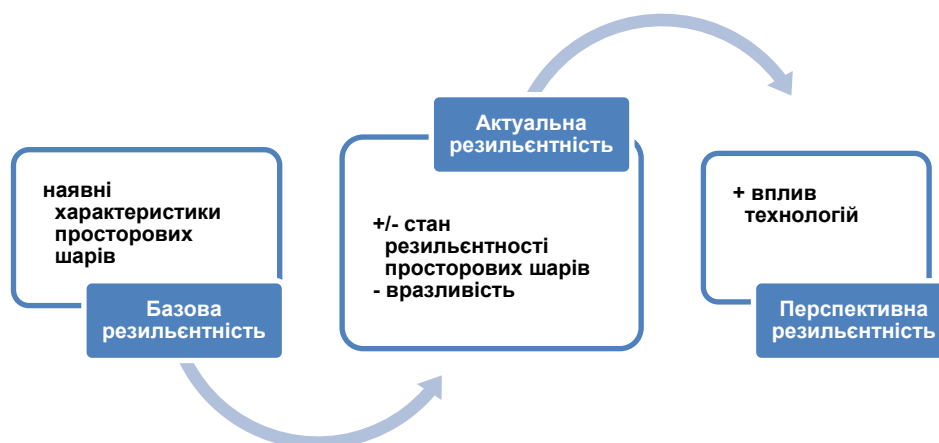 наявні
характеристики
просторових
шарів
Базова
резильєнтність
Актуальна
резильєнтність
+/- стан
резильєнтності
просторових шарів
- вразливість
+ вплив
технологій
Перспективна
резильєнтність